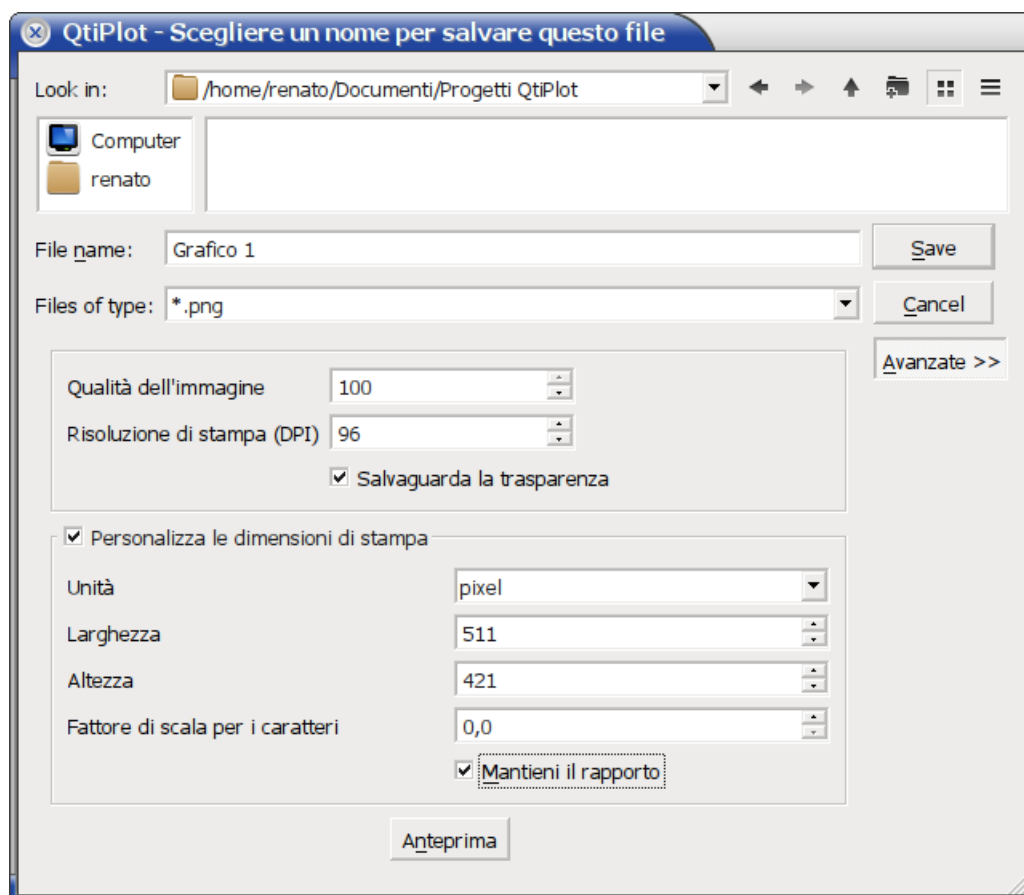 QtiPlot - Scegliere un nome per salvare questo file
Look in: /home/renato/Documenti/Progetti QtiPlot
Computer
renato
File name: Grafico 1 Save
Files of type: *.png Cancel
Avanzate >>
Qualità dell'immagine 100
Risoluzione di stampa (DPI) 96
Salvaguarda la trasparenza
Personalizza le dimensioni di stampa
Unità pixel
Larghezza 511
Altezza 421
Fattore di scala per i caratteri 0,0
Mantieni il rapporto
Anteprima